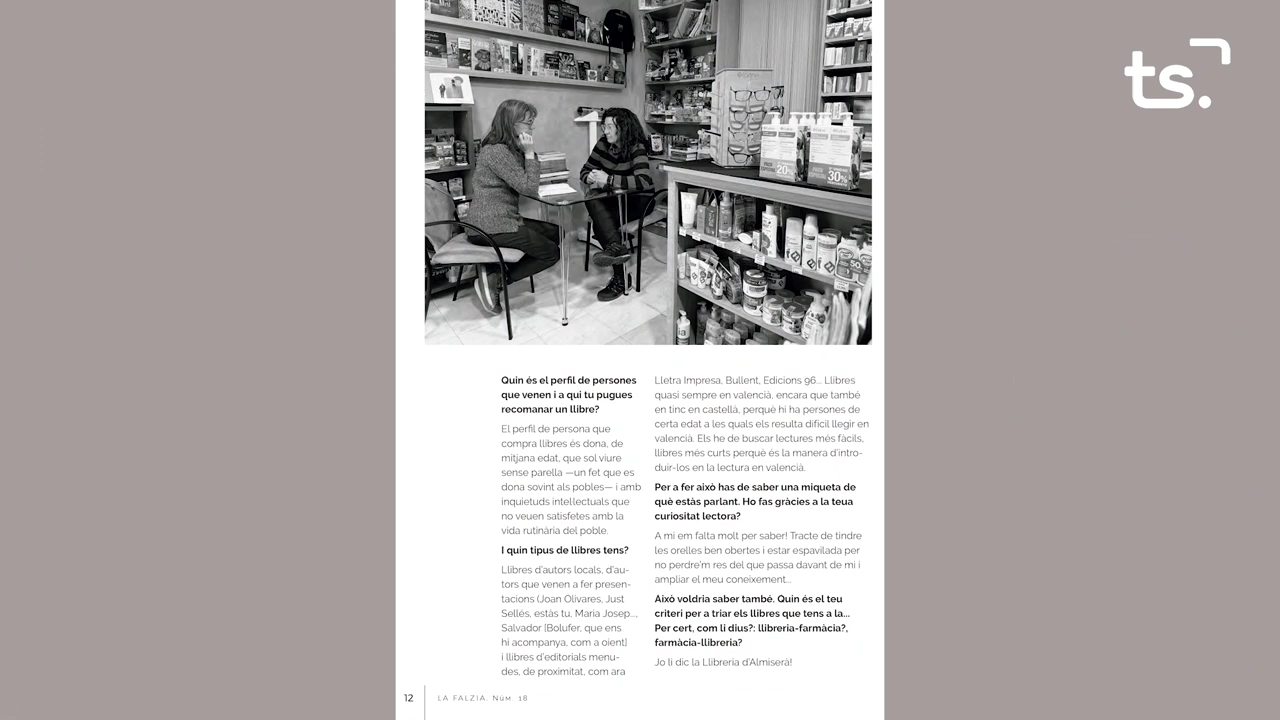 ts.
20%
30%
Quin és el perfil de persones
que venen i a qui tu pugues
recomanar un llibre?
El perfil de persona que
compra llibres és dona, de
mitjana edat, que sol viure
sense parella —un fet que es
dona sovint als pobles— i amb
inquietuds intel·lectuals que
no veuen satisfetes amb la
vida rutinària del poble.
I quin tipus de llibres tens?
Llibres d'autors locals, d'au-
tors que venen a fer presen-
tacions (Joan Olivares, Just
Sellés, estàs tu, Maria Josep...,
Salvador [Bolufer, que ens
hi acompanya, com a oient]
i llibres d'editorials menu-
des, de proximitat, com ara
Lletra Impresa, Bullent, Edicions 96... Llibres
quasi sempre en valencià, encara que també
en tinc en castellà, perquè hi ha persones de
certa edat a les quals els resulta difícil llegir en
valencià. Els he de buscar lectures més fàcils,
llibres més curts perquè és la manera d'intro-
duir-los en la lectura en valencià.
Per a fer això has de saber una miqueta de
què estàs parlant. Ho fas gràcies a la teua
curiositat lectora?
A mi em falta molt per saber! Tracte de tindre
les orelles ben obertes i estar espavilada per
no perdre'm res del que passa davant de mi i
ampliar el meu coneixement...
Això voldria saber també. Quin és el teu
criteri per a triar els llibres que tens a la...
Per cert, com li dius?: llibreria-farmàcia?,
farmàcia-llibreria?
Jo li dic la Llibreria d'Almiserà!
12
LA FALZIA. Núm. 18